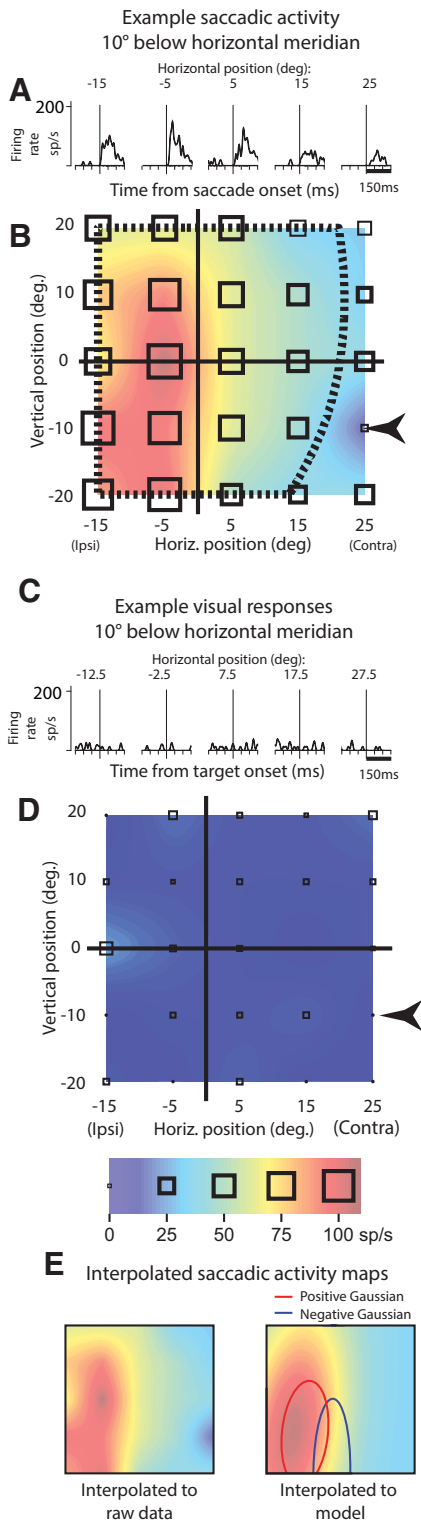 Example saccadic activity
10° below horizontal meridian
Horizontal position (deg):
A
-15 -5 5 15 25
200
Firing rate sp/s
Time from saccade onset (ms)
150ms
B
20
10
0
-10
-20
Vertical position (deg.)
-15 -5 5 15 25
(Ipsi) Horiz. position (deg) (Contra)
C
Example visual responses
10° below horizontal meridian
Horizontal position (deg):
-12.5 -2.5 7.5 17.5 27.5
200
Firing rate sp/s
Time from target onset (ms)
150ms
D
20
10
0
-10
-20
Vertical position (deg.)
-15 -5 5 15 25
(Ipsi) Horiz. position (deg.) (Contra)
0 25 50 75 100 sp/s
E
Interpolated saccadic activity maps
Positive Gaussian
Negative Gaussian
Interpolated to
raw data
Interpolated to
model